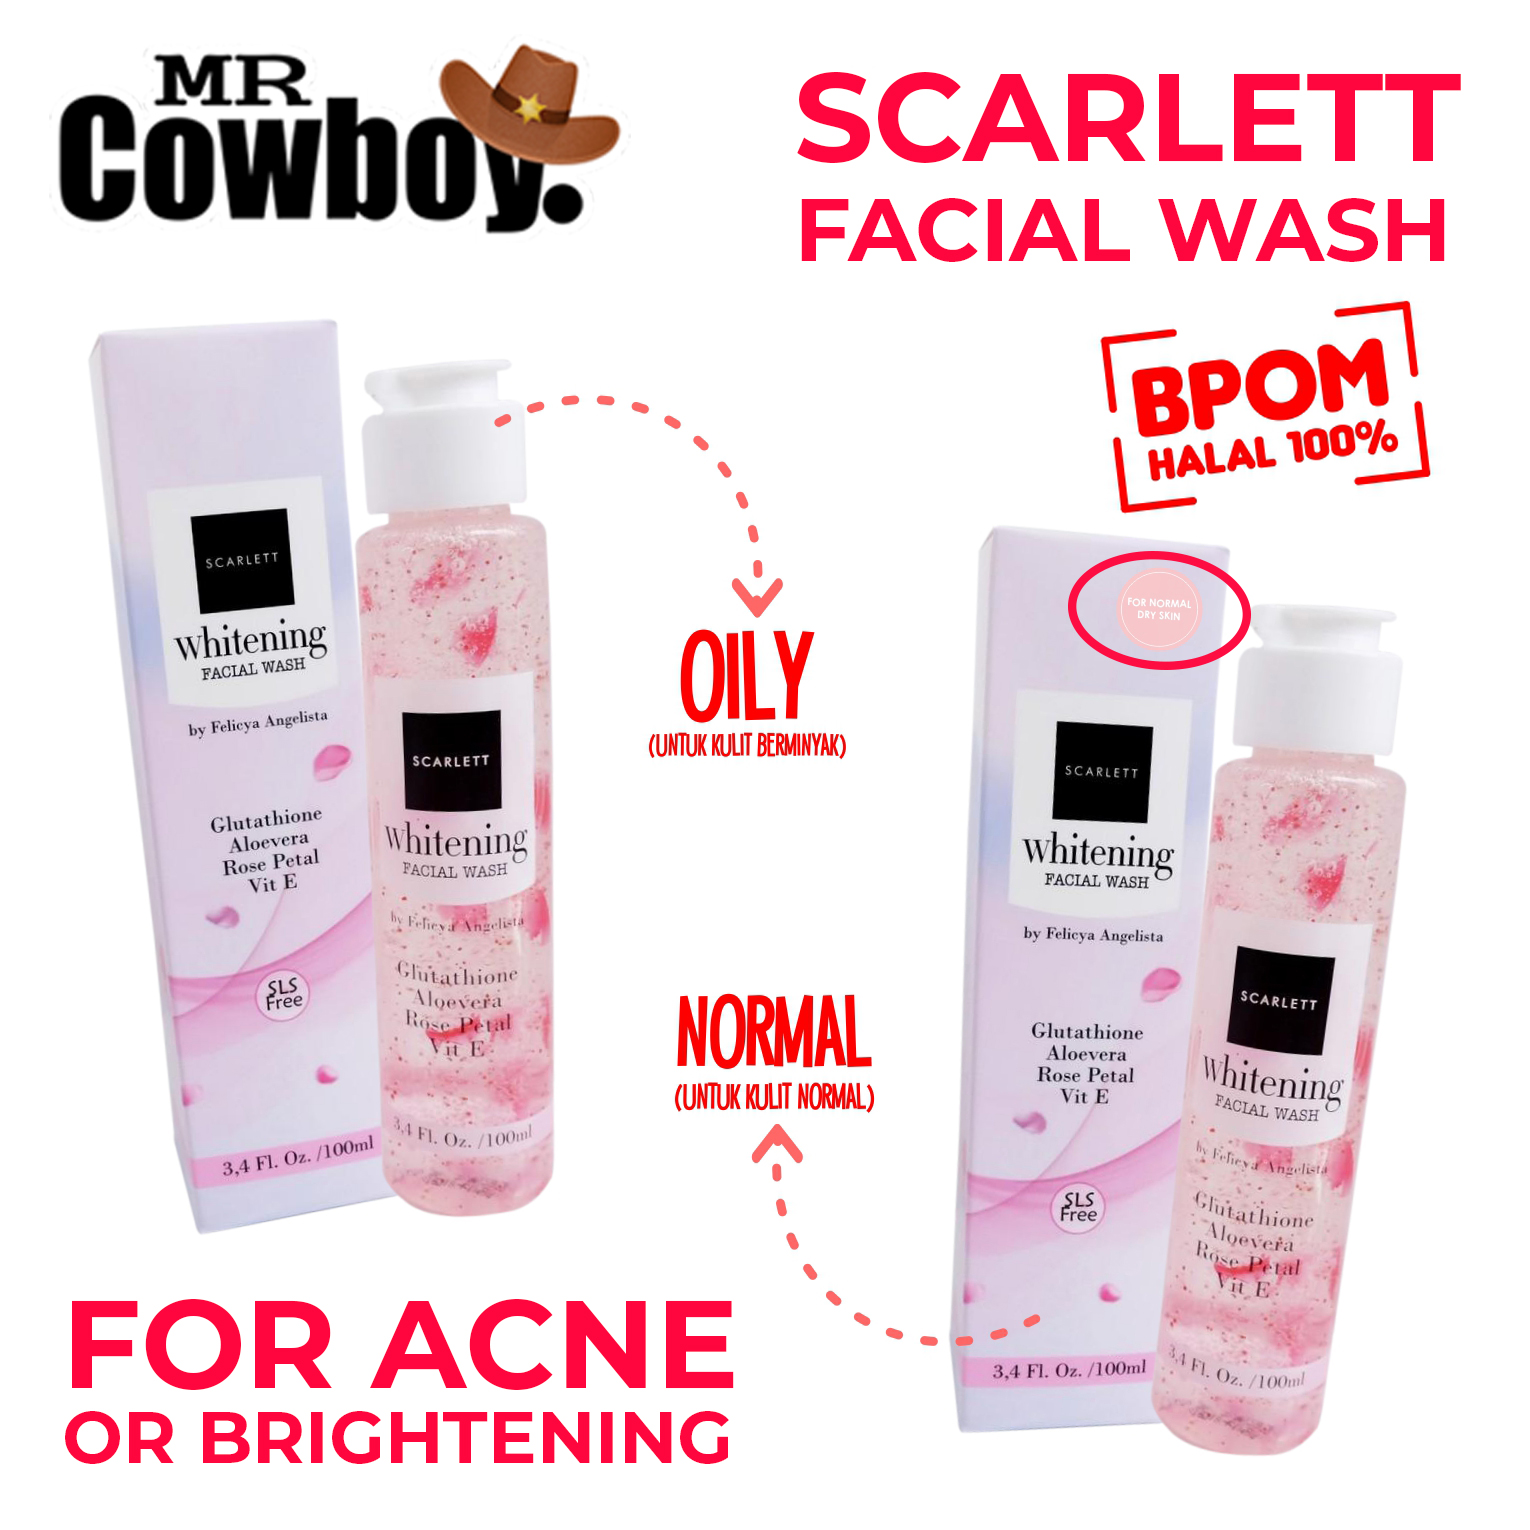 MR
Cowboy.
SCARLETT
FACIAL WASH
BPOM
HALAL 100%
SCARLETT
Whitening
FACIAL WASH
by Felicya Angelista
Glutathione
Aloevera
Rose Petal
Vit E
SLS
Free
3,4 Fl. Oz. /100ml
SCARLETT
Whitening
FACIAL WASH
by Felicya Angelista
Glutathione
Aloevera
Rose Petal
Vit E
3,4 Fl. Oz. /100ml
OILY
(UNTUK KULIT BERMINYAK)
NORMAL
(UNTUK KULIT NORMAL)
FOR NORMAL
DRY SKIN
SCARLETT
Whitening
FACIAL WASH
by Felicya Angelista
Glutathione
Aloevera
Rose Petal
Vit E
SLS
Free
3,4 Fl. Oz. /100ml
SCARLETT
Whitening
FACIAL WASH
by Felicya Angelista
Glutathione
Aloevera
Rose Petal
Vit E
3,4 Fl. Oz. /100ml
FOR ACNE
OR BRIGHTENING